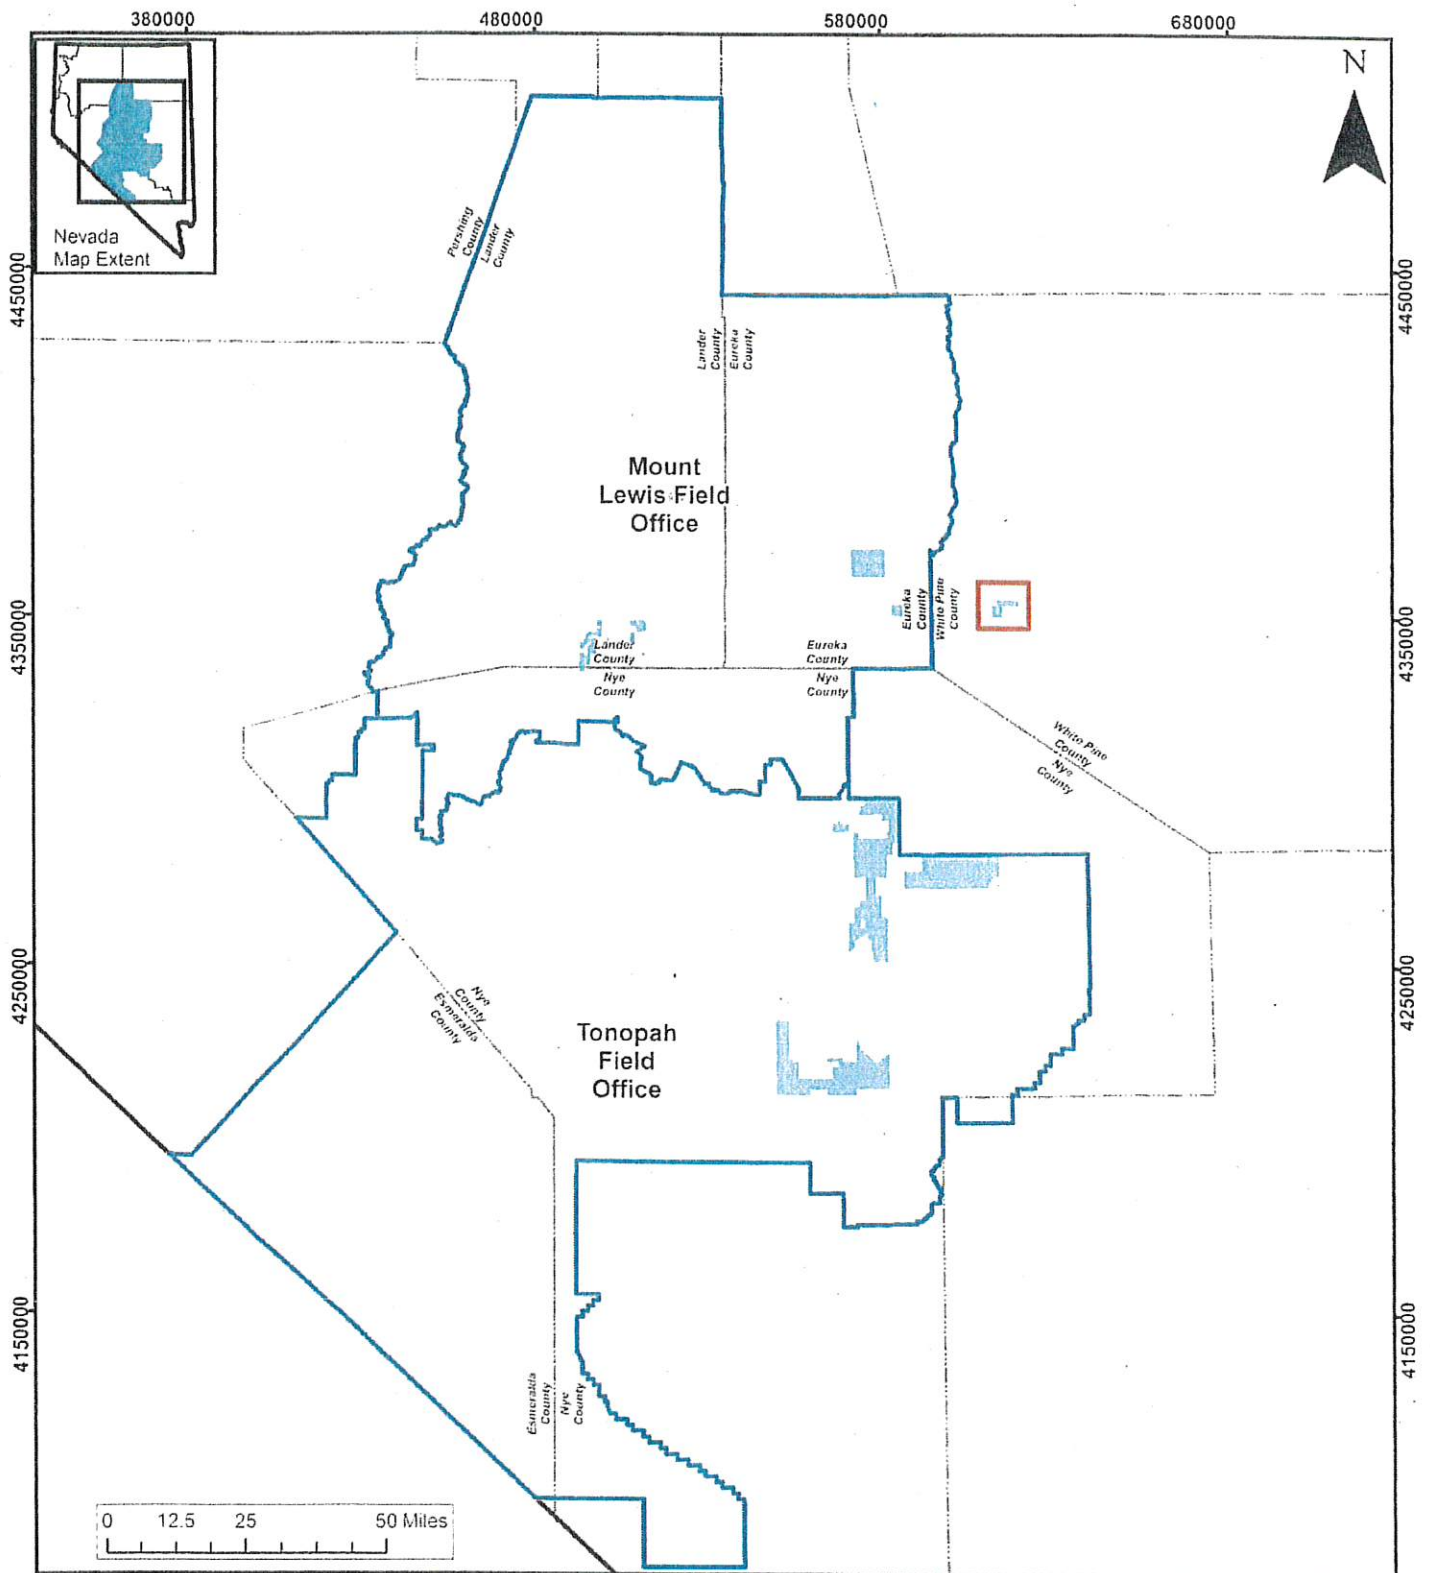 380000
480000
580000
680000
N
Nevada
Map Extent
Pershing
County
Lander
County
4450000
4450000
Lander
County
Eureka
County
Mount
Lewis Field
Office
Eureka
County
White Pine
County
4350000
4350000
Lander
County
Nye
County
Eureka
County
Nye
County
White Pine
County
Nye
County
4250000
4250000
Nye
County
Esmeralda
County
Tonopah
Field
Office
4150000
4150000
Esmeralda
County
Nye
County
0 12.5 25 50 Miles